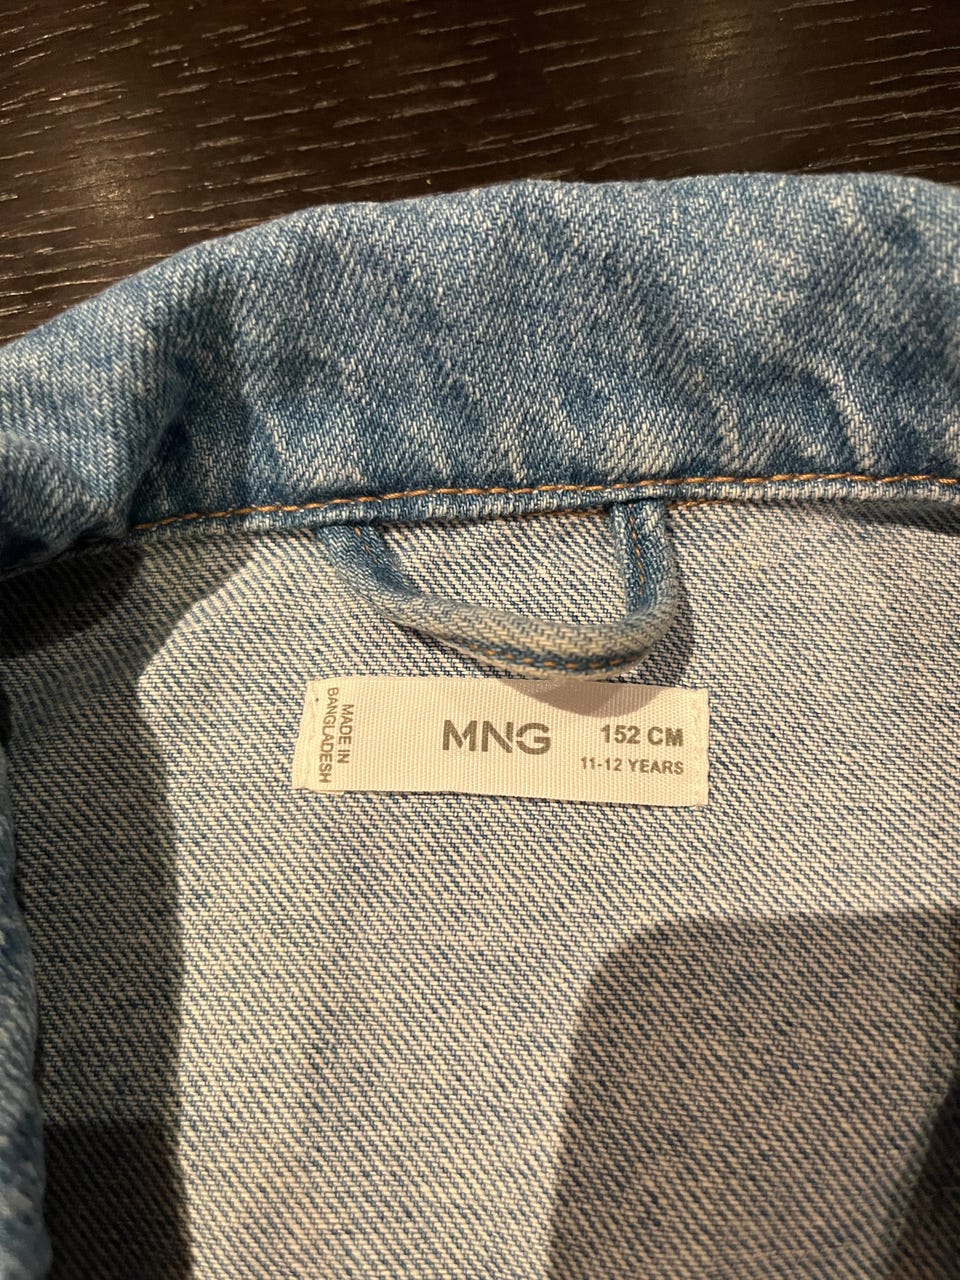 MADE IN
BANGLADESH
MNG
152 CM
11-12 YEARS